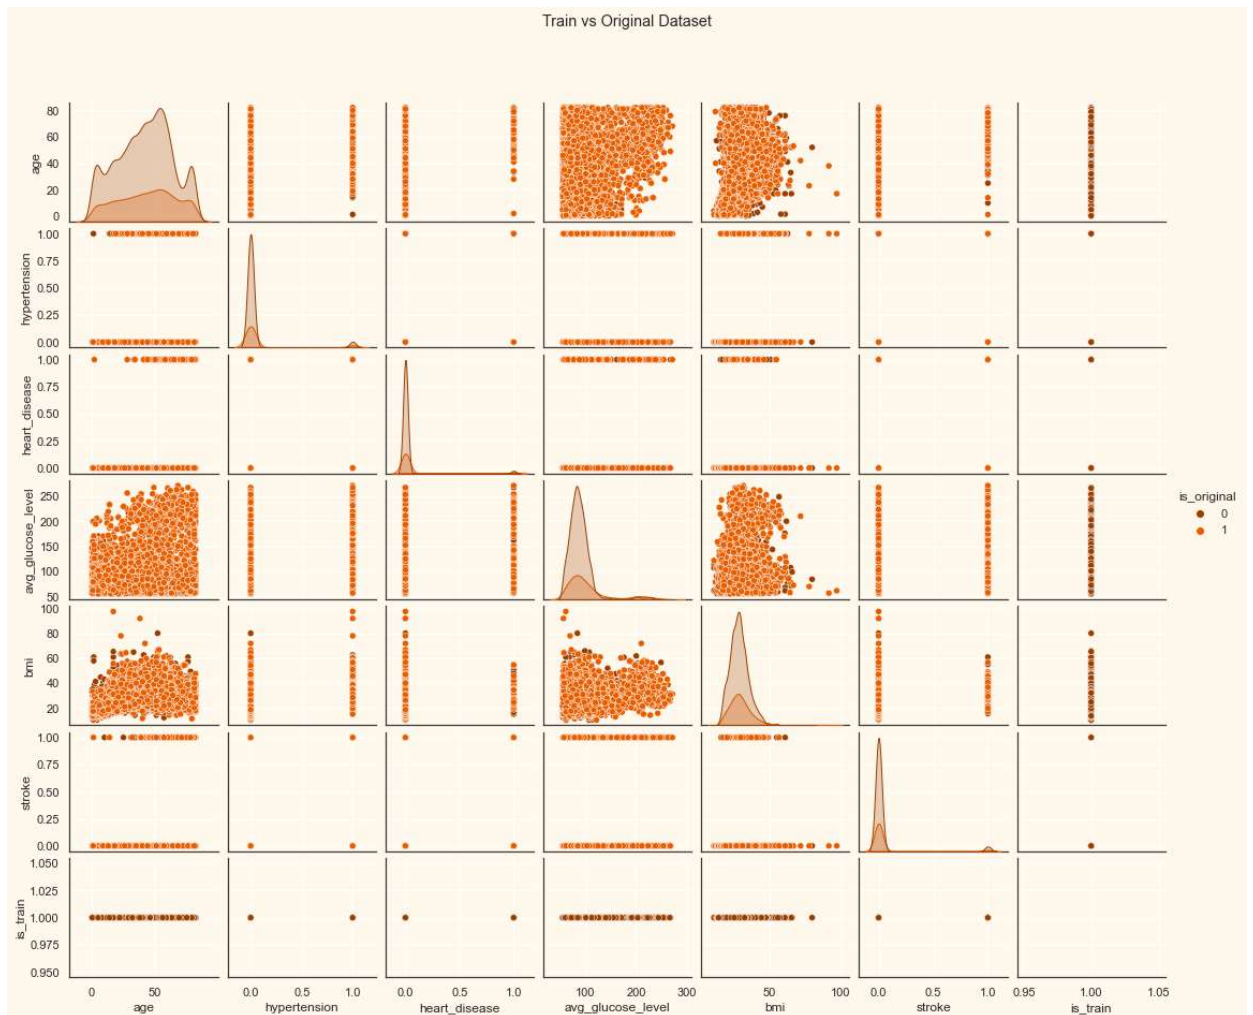 Train vs Original Dataset
80
60
40
20
0
age
1.00
0.75
0.50
0.25
0.00
hypertension
1.00
0.75
0.50
0.25
0.00
heart_disease
250
200
150
100
50
avg_glucose_level
100
80
60
40
20
bmi
1.00
0.75
0.50
0.25
0.00
stroke
1.050
1.025
1.000
0.975
0.950
is_train
0 50
age
0.0 0.5 1.0
hypertension
0.0 0.5 1.0
heart_disease
100 200 300
avg_glucose_level
50 100
bmi
0.0 0.5 1.0
stroke
0.95 1.00 1.05
is_train
is_original
0
1